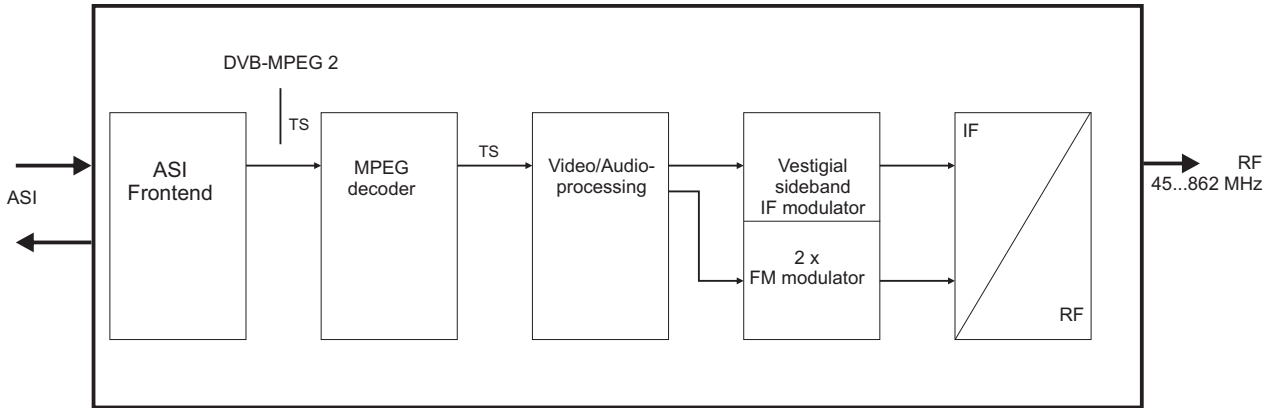 DVB-MPEG 2
TS
ASI
ASI
Frontend
MPEG
decoder
TS
Video/Audio-
processing
Vestigial
sideband
IF modulator
2 x
FM modulator
IF
RF
RF
45...862 MHz